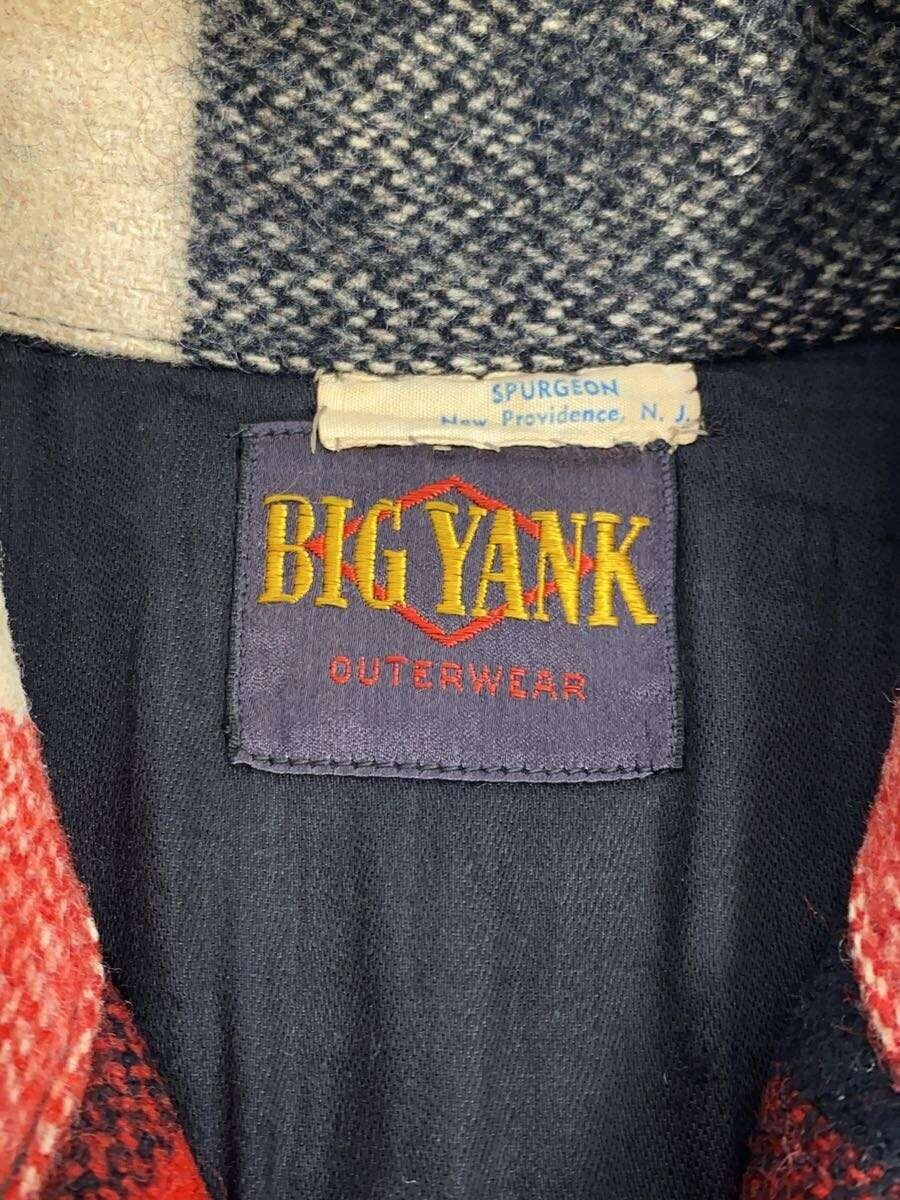 SPURGEON
New Providence, N. J.
BIG YANK
OUTERWEAR